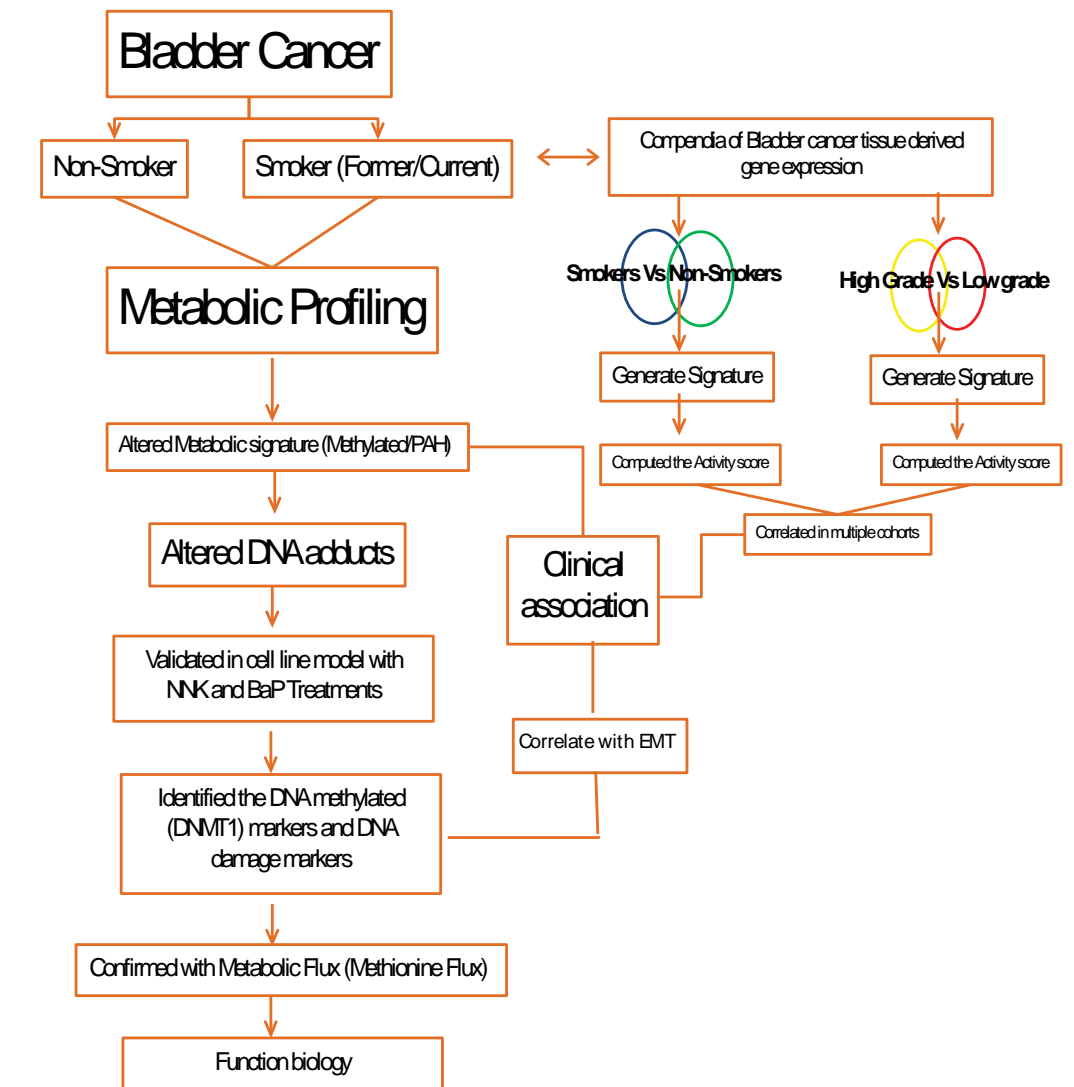 Bladder Cancer
Non-Smoker
Smoker (Former/Current)
Compendia of Bladder cancer tissue derived
gene expression
Smokers Vs Non-Smokers
High Grade Vs Low grade
Metabolic Profiling
Generate Signature
Generate Signature
Altered Metabolic signature (Methylated/PAH)
Computed the Activity score
Computed the Activity score
Correlated in multiple cohorts
Altered DNA adducts
Clinical
association
Validated in cell line model with
NNK and BaP Treatments
Correlate with EMT
Identified the DNA methylated
(DNMT1) markers and DNA
damage markers
Confirmed with Metabolic Flux (Methionine Flux)
Function biology